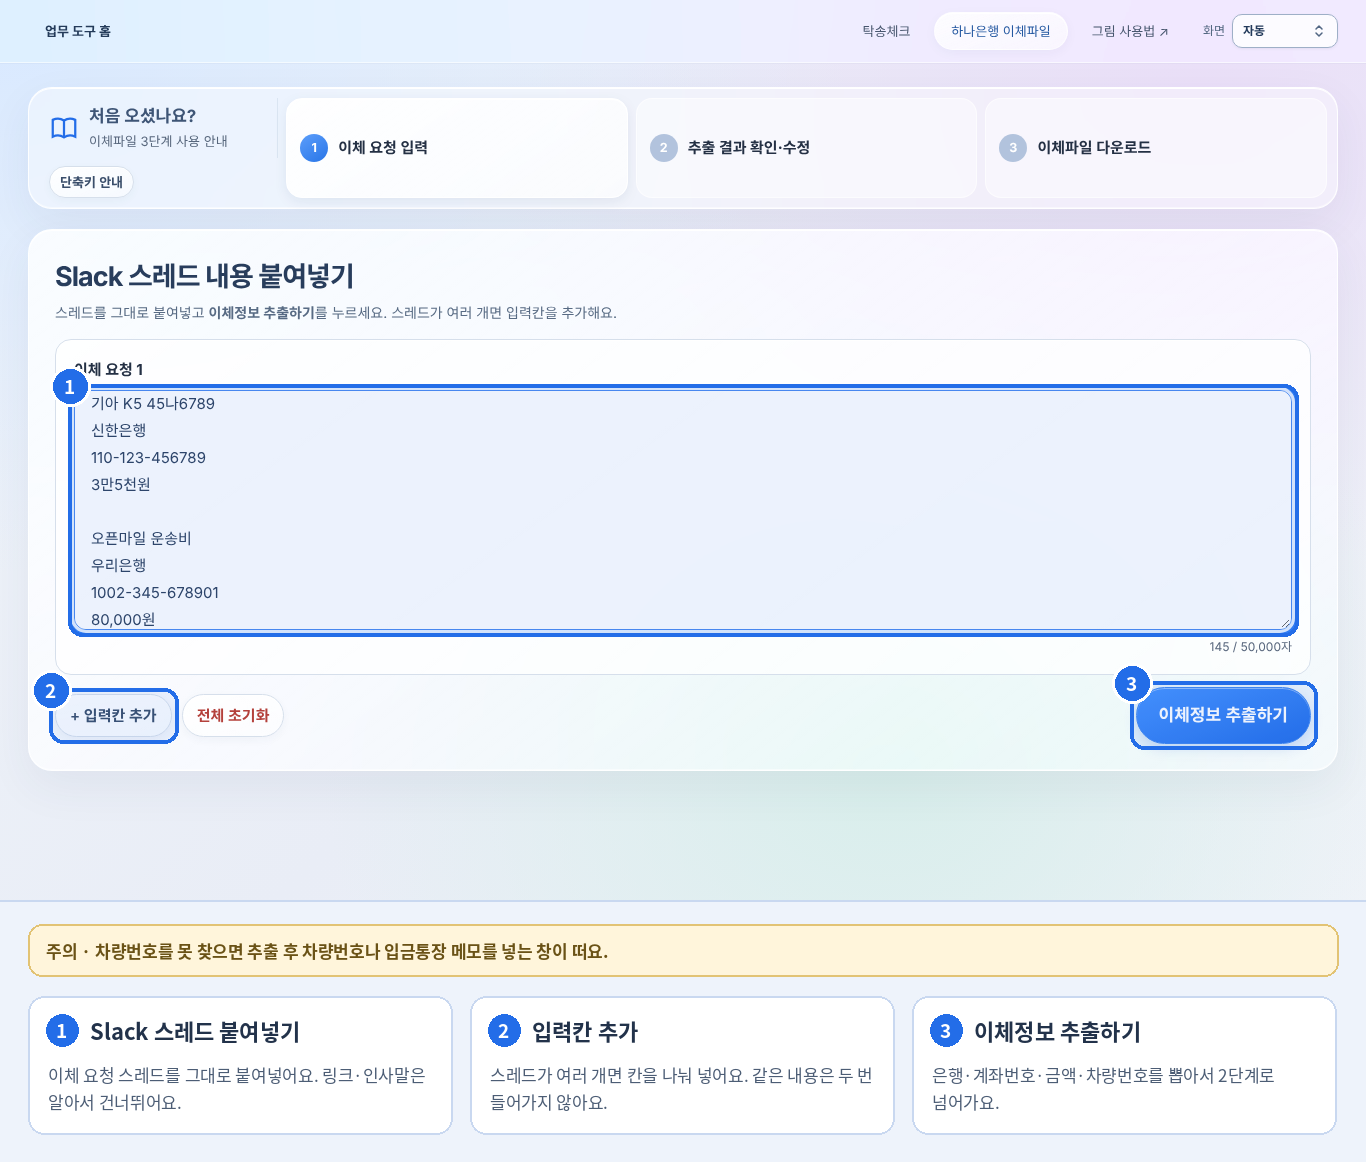 업무 도구 홈
탁송체크
하나은행 이체파일
그림 사용법 ↗
화면
자동
처음 오셨나요?
이체파일 3단계 사용 안내
단축키 안내
1 이체 요청 입력
2 추출 결과 확인·수정
3 이체파일 다운로드
Slack 스레드 내용 붙여넣기
스레드를 그대로 붙여넣고 이체정보 추출하기를 누르세요. 스레드가 여러 개면 입력칸을 추가해요.
이체 요청 1
1
기아 K5 45나6789
신한은행
110-123-456789
3만5천원
오픈마일 운송비
우리은행
1002-345-678901
80,000원
145 / 50,000자
2
+ 입력칸 추가
전체 초기화
3
이체정보 추출하기
주의 · 차량번호를 못 찾으면 추출 후 차량번호나 입금통장 메모를 넣는 창이 떠요.
1 Slack 스레드 붙여넣기
이체 요청 스레드를 그대로 붙여넣어요. 링크·인사말은
알아서 건너뛰어요.
2 입력칸 추가
스레드가 여러 개면 칸을 나눠 넣어요. 같은 내용은 두 번
들어가지 않아요.
3 이체정보 추출하기
은행·계좌번호·금액·차량번호를 뽑아서 2단계로
넘어가요.